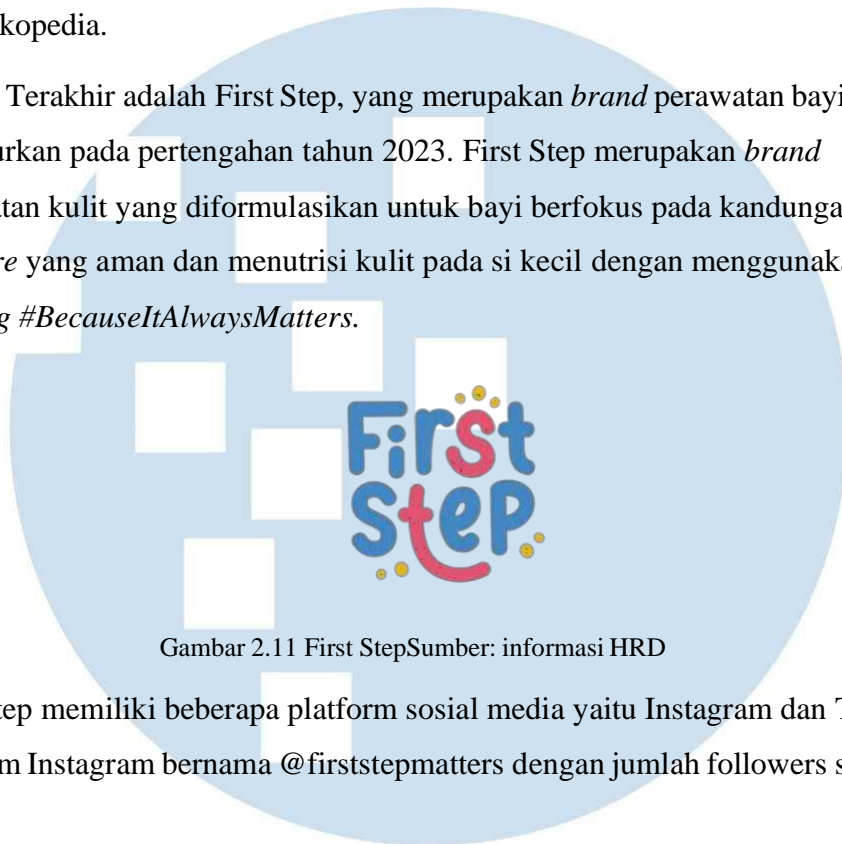 kopedia.
Terakhir adalah First Step, yang merupakan brand perawatan bayi
urkan pada pertengahan tahun 2023. First Step merupakan brand
atan kulit yang diformulasikan untuk bayi berfokus pada kandunga
re yang aman dan menutrisi kulit pada si kecil dengan menggunaka
g #BecauseItAlwaysMatters.
First
Step
Gambar 2.11 First StepSumber: informasi HRD
tep memiliki beberapa platform sosial media yaitu Instagram dan T
m Instagram bernama @firststepmatters dengan jumlah followers s